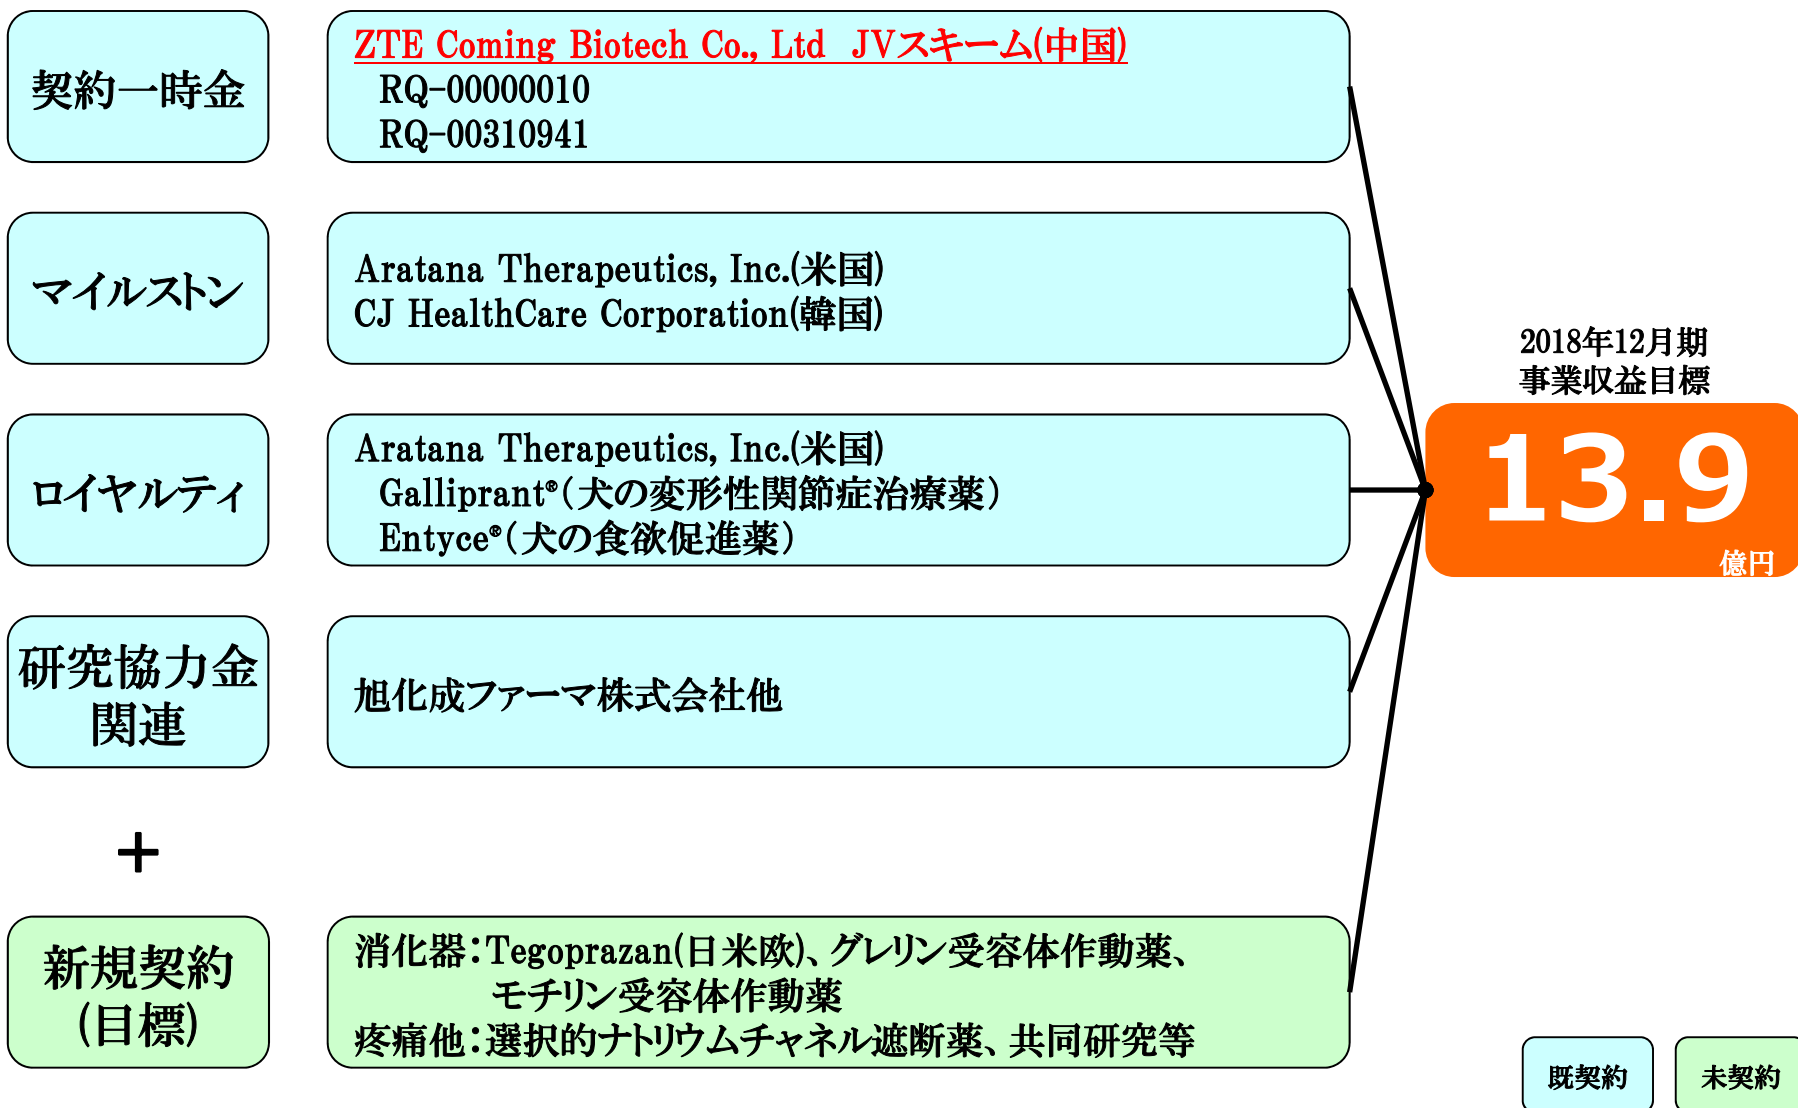 契約一時金
ZTE Coming Biotech Co., Ltd　JVスキーム(中国)
RQ-00000010
RQ-00310941
マイルストン
Aratana Therapeutics, Inc.(米国)
CJ HealthCare Corporation(韓国)
ロイヤルティ
Aratana Therapeutics, Inc.(米国)
Galliprant®(犬の変形性関節症治療薬)
Entyce®(犬の食欲促進薬)
研究協力金
関連
旭化成ファーマ株式会社他
+
新規契約
(目標)
消化器：Tegoprazan(日米欧)、グレリン受容体作動薬、
モチリン受容体作動薬
疼痛他：選択的ナトリウムチャネル遮断薬、共同研究等
2018年12月期
事業収益目標
13.9
億円
既契約
未契約